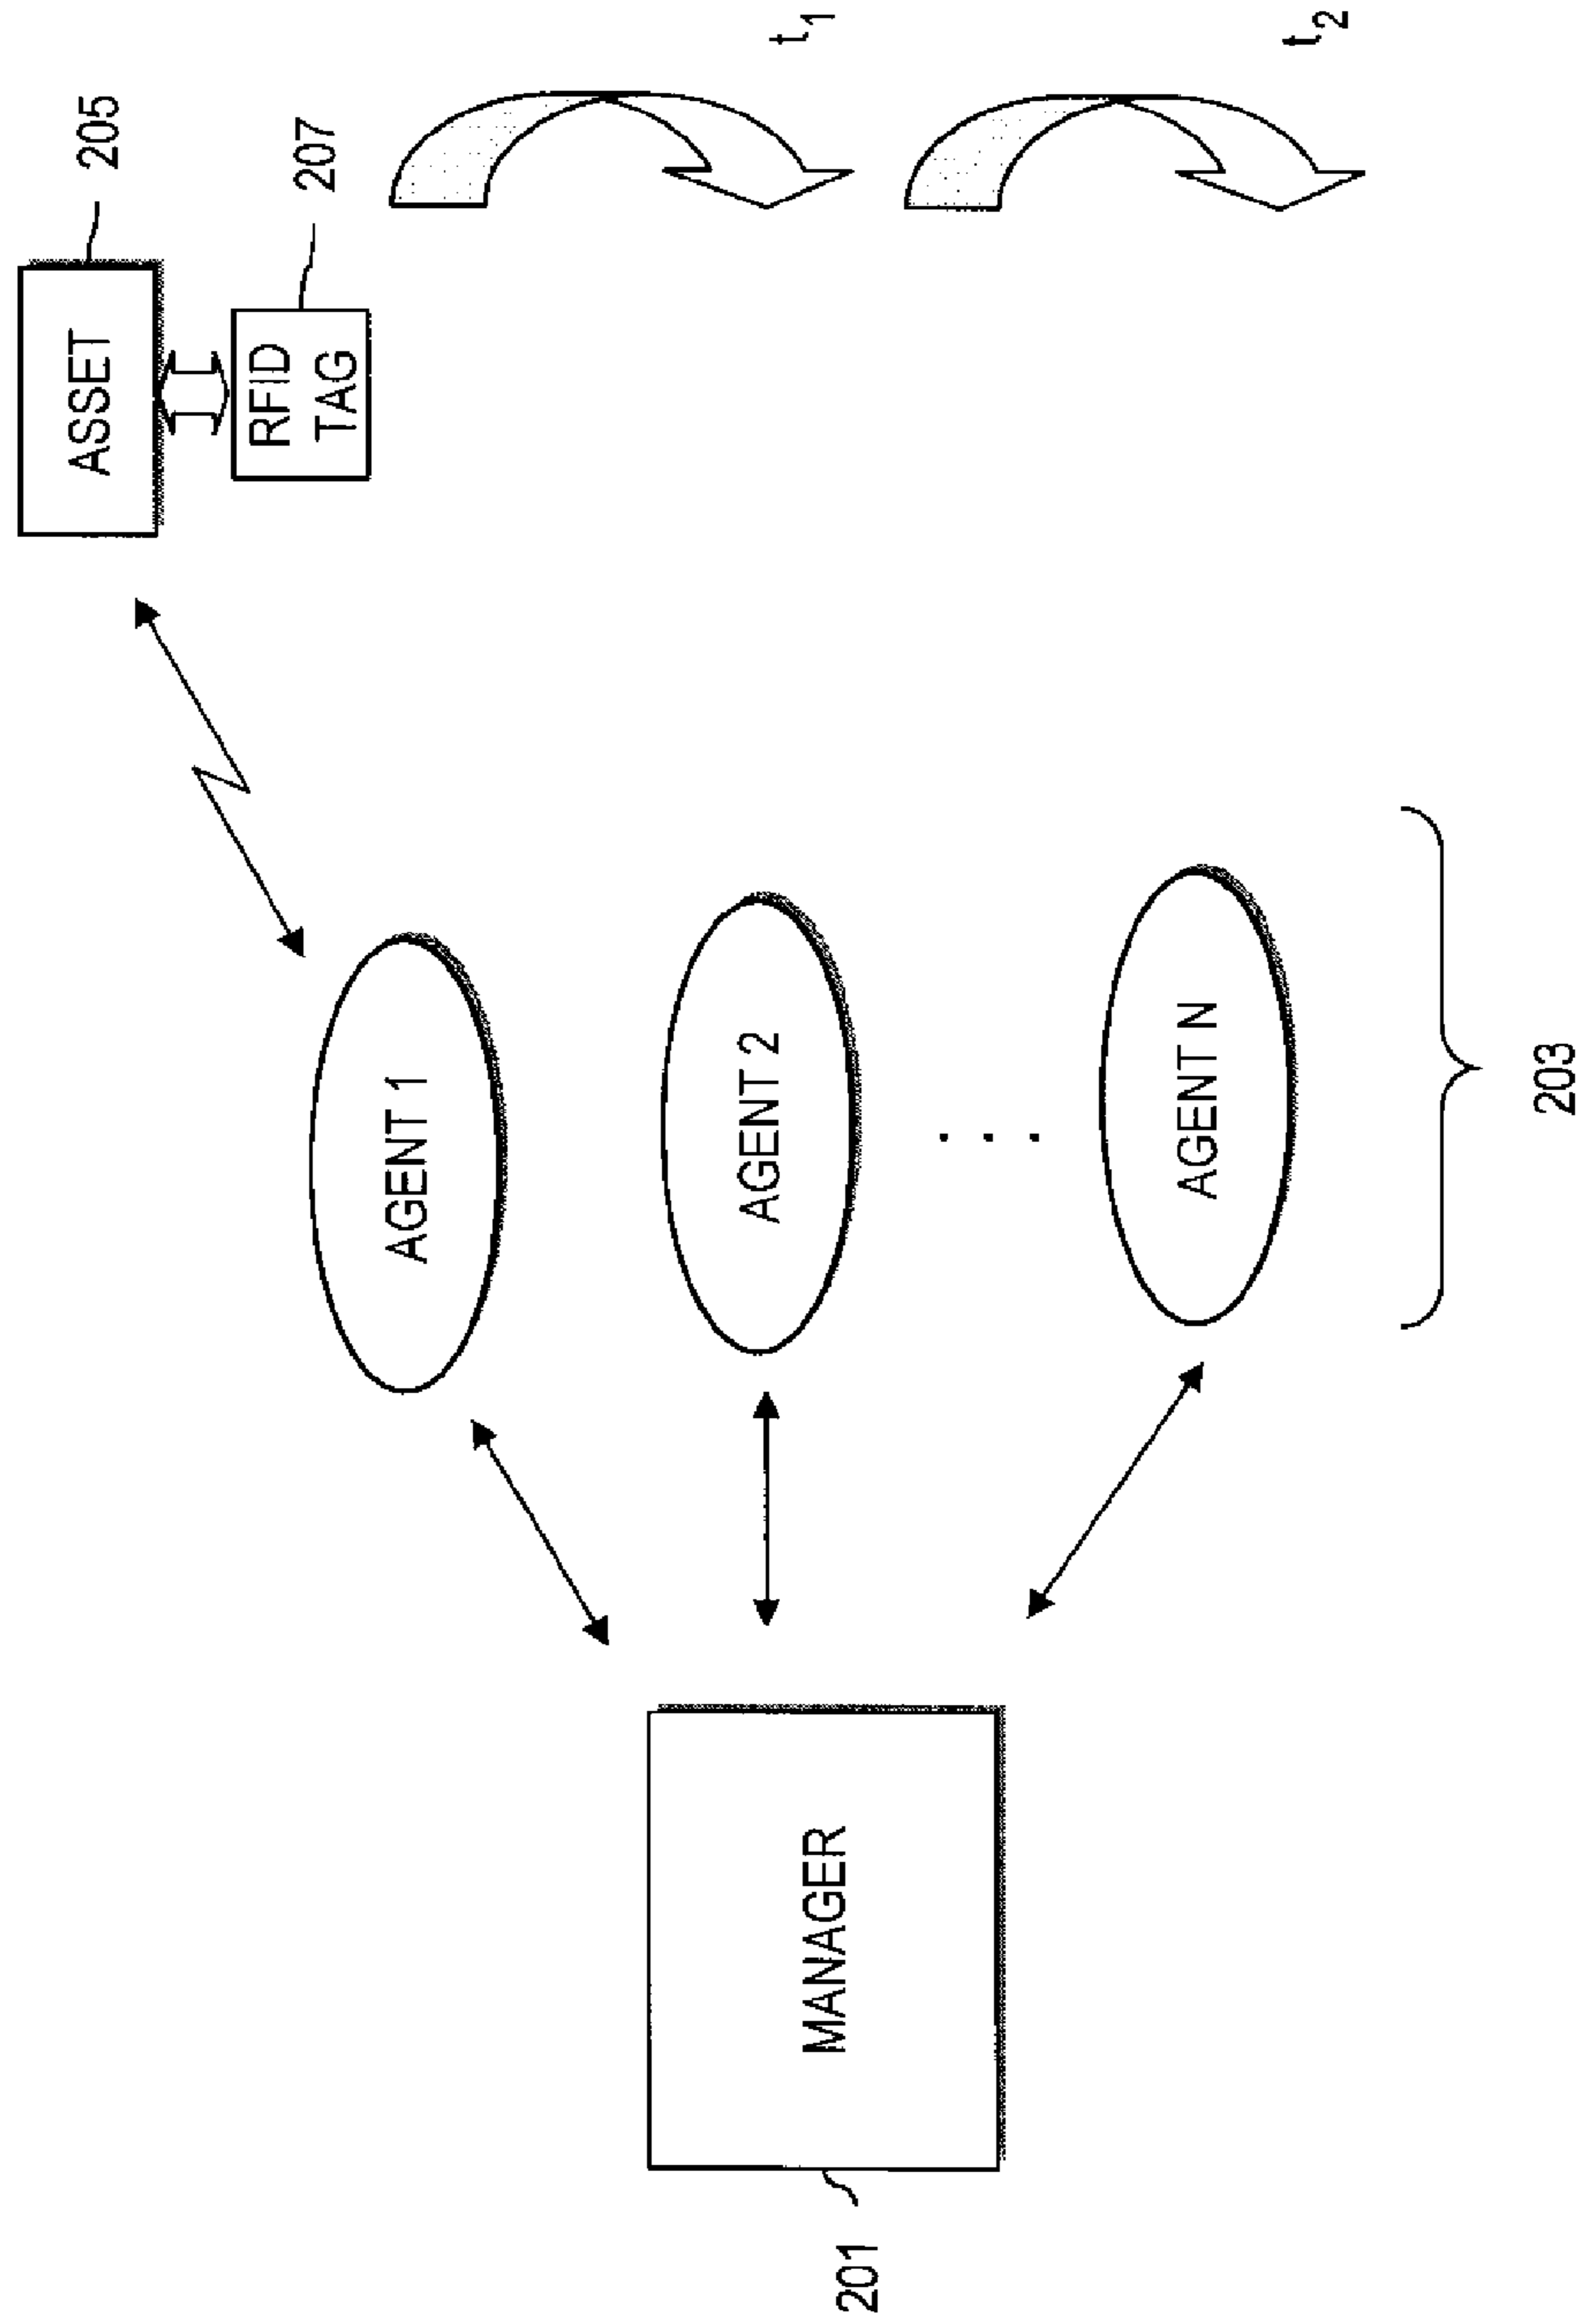 ASSET
205
RFID
TAG
207
AGENT 1
t1
AGENT 2
MANAGER
201
AGENT N
t2
203